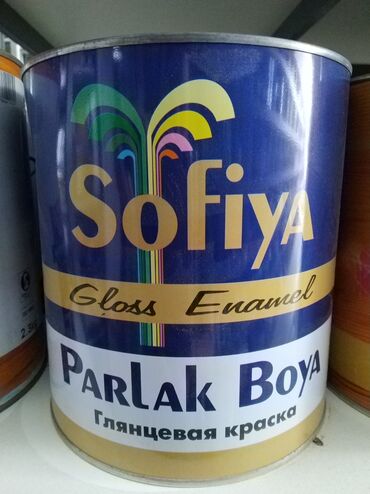 Sofiya
Gloss Enamel
Parlak Boya
Глянцевая краска